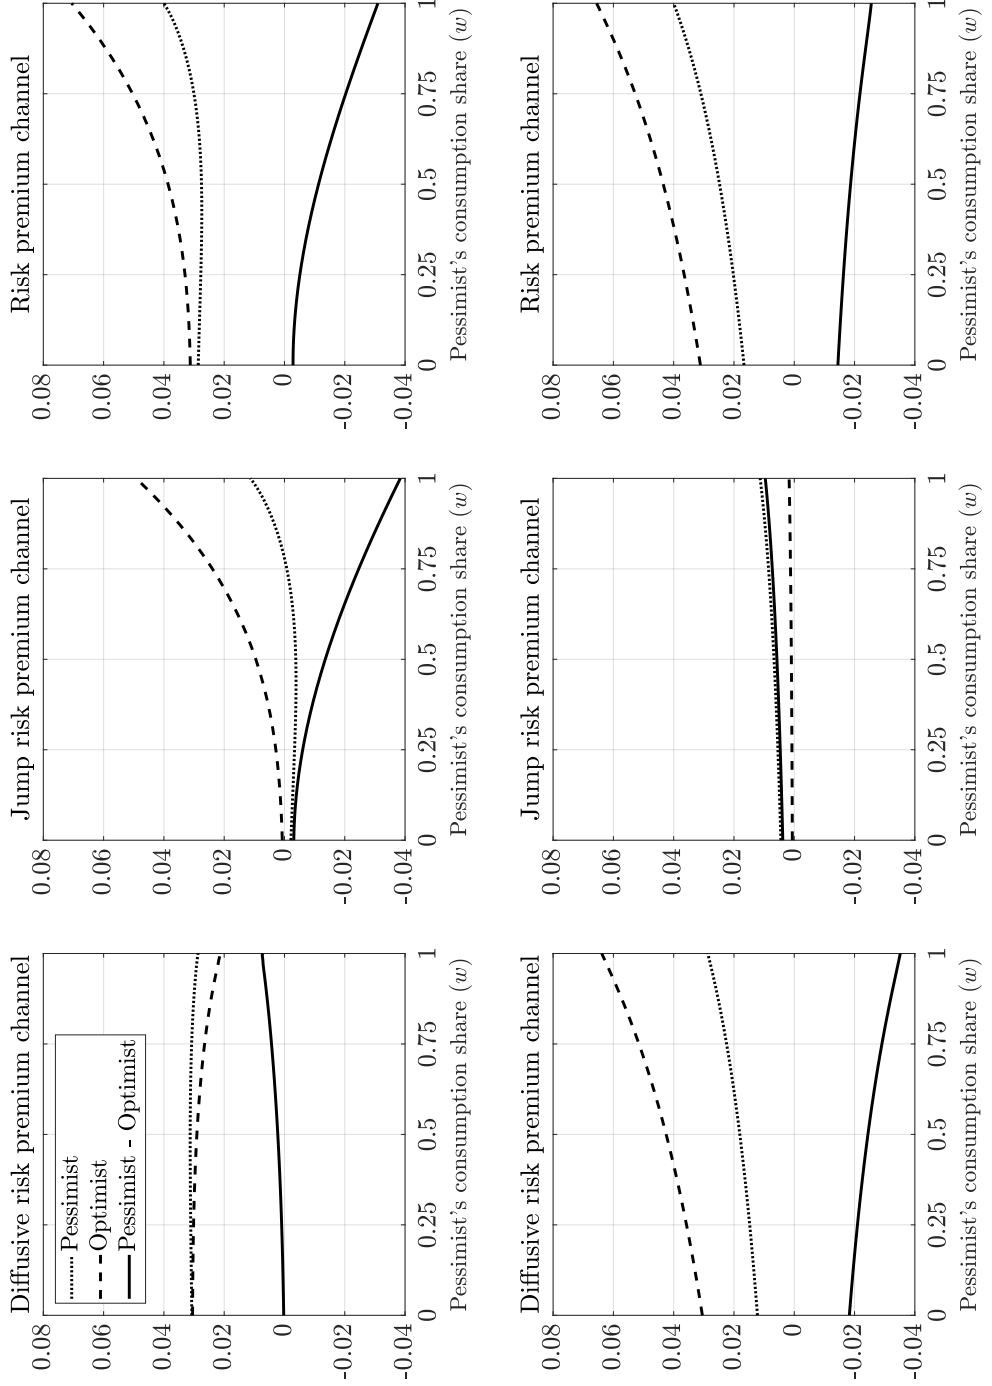 Diffusive risk premium channel
0.08
0.06
0.04
0.02
0
-0.02
-0.04
Pessimist
Optimist
Pessimist - Optimist
0 0.25 0.5 0.75 1
Pessimist's consumption share (w)
Jump risk premium channel
0.08
0.06
0.04
0.02
0
-0.02
-0.04
0 0.25 0.5 0.75 1
Pessimist's consumption share (w)
Risk premium channel
0.08
0.06
0.04
0.02
0
-0.02
-0.04
0 0.25 0.5 0.75 1
Pessimist's consumption share (w)
Diffusive risk premium channel
0.08
0.06
0.04
0.02
0
-0.02
-0.04
0 0.25 0.5 0.75 1
Pessimist's consumption share (w)
Jump risk premium channel
0.08
0.06
0.04
0.02
0
-0.02
-0.04
0 0.25 0.5 0.75 1
Pessimist's consumption share (w)
Risk premium channel
0.08
0.06
0.04
0.02
0
-0.02
-0.04
0 0.25 0.5 0.75 1
Pessimist's consumption share (w)